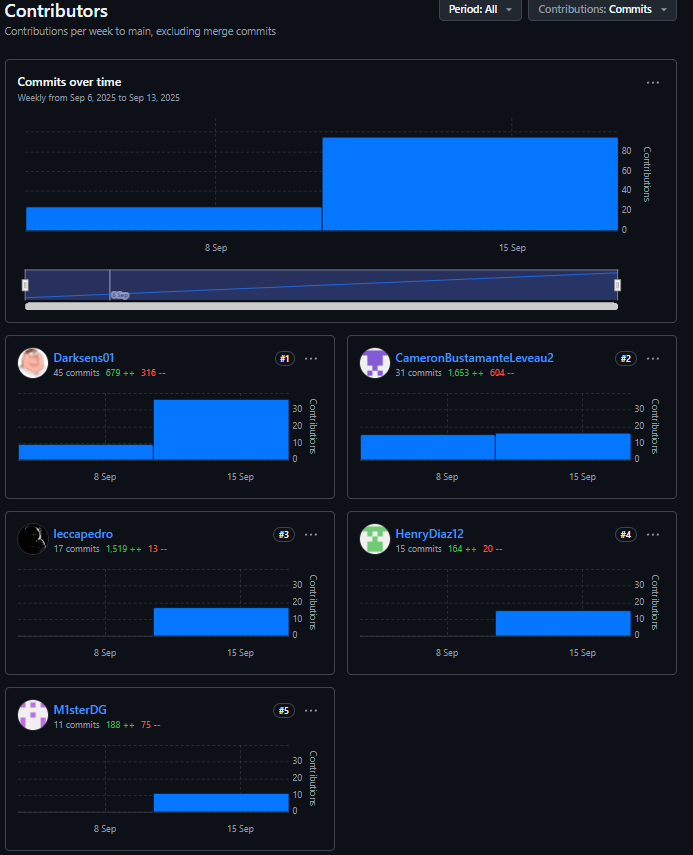 Contributors
Period: All
Contributions: Commits
Contributions per week to main, excluding merge commits
Commits over time
Weekly from Sep 6, 2025 to Sep 13, 2025
80
60
40
20
0
Contributions
8 Sep
15 Sep
8 Sep
Darksens01
#1
45 commits 679 ++ 316 --
30
20
10
0
Contributions
8 Sep
15 Sep
CameronBustamanteLeveau2
#2
31 commits 1,653 ++ 604 --
30
20
10
0
Contributions
8 Sep
15 Sep
leccapedro
#3
17 commits 1,519 ++ 13 --
30
20
10
0
Contributions
8 Sep
15 Sep
HenryDiaz12
#4
15 commits 164 ++ 20 --
30
20
10
0
Contributions
8 Sep
15 Sep
M1sterDG
#5
11 commits 188 ++ 75 --
30
20
10
0
Contributions
8 Sep
15 Sep